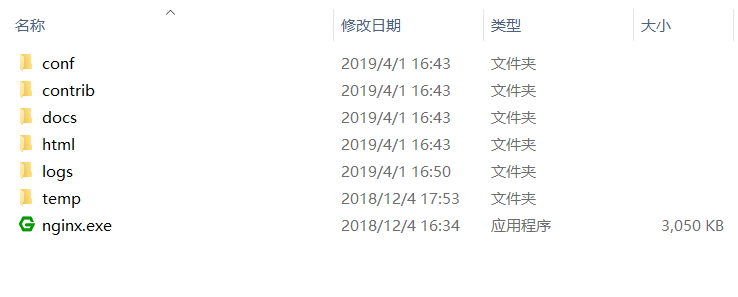 名称 修改日期 类型 大小
conf 2019/4/1 16:43 文件夹
contrib 2019/4/1 16:43 文件夹
docs 2019/4/1 16:43 文件夹
html 2019/4/1 16:43 文件夹
logs 2019/4/1 16:50 文件夹
temp 2018/12/4 17:53 文件夹
nginx.exe 2018/12/4 16:34 应用程序 3,050 KB